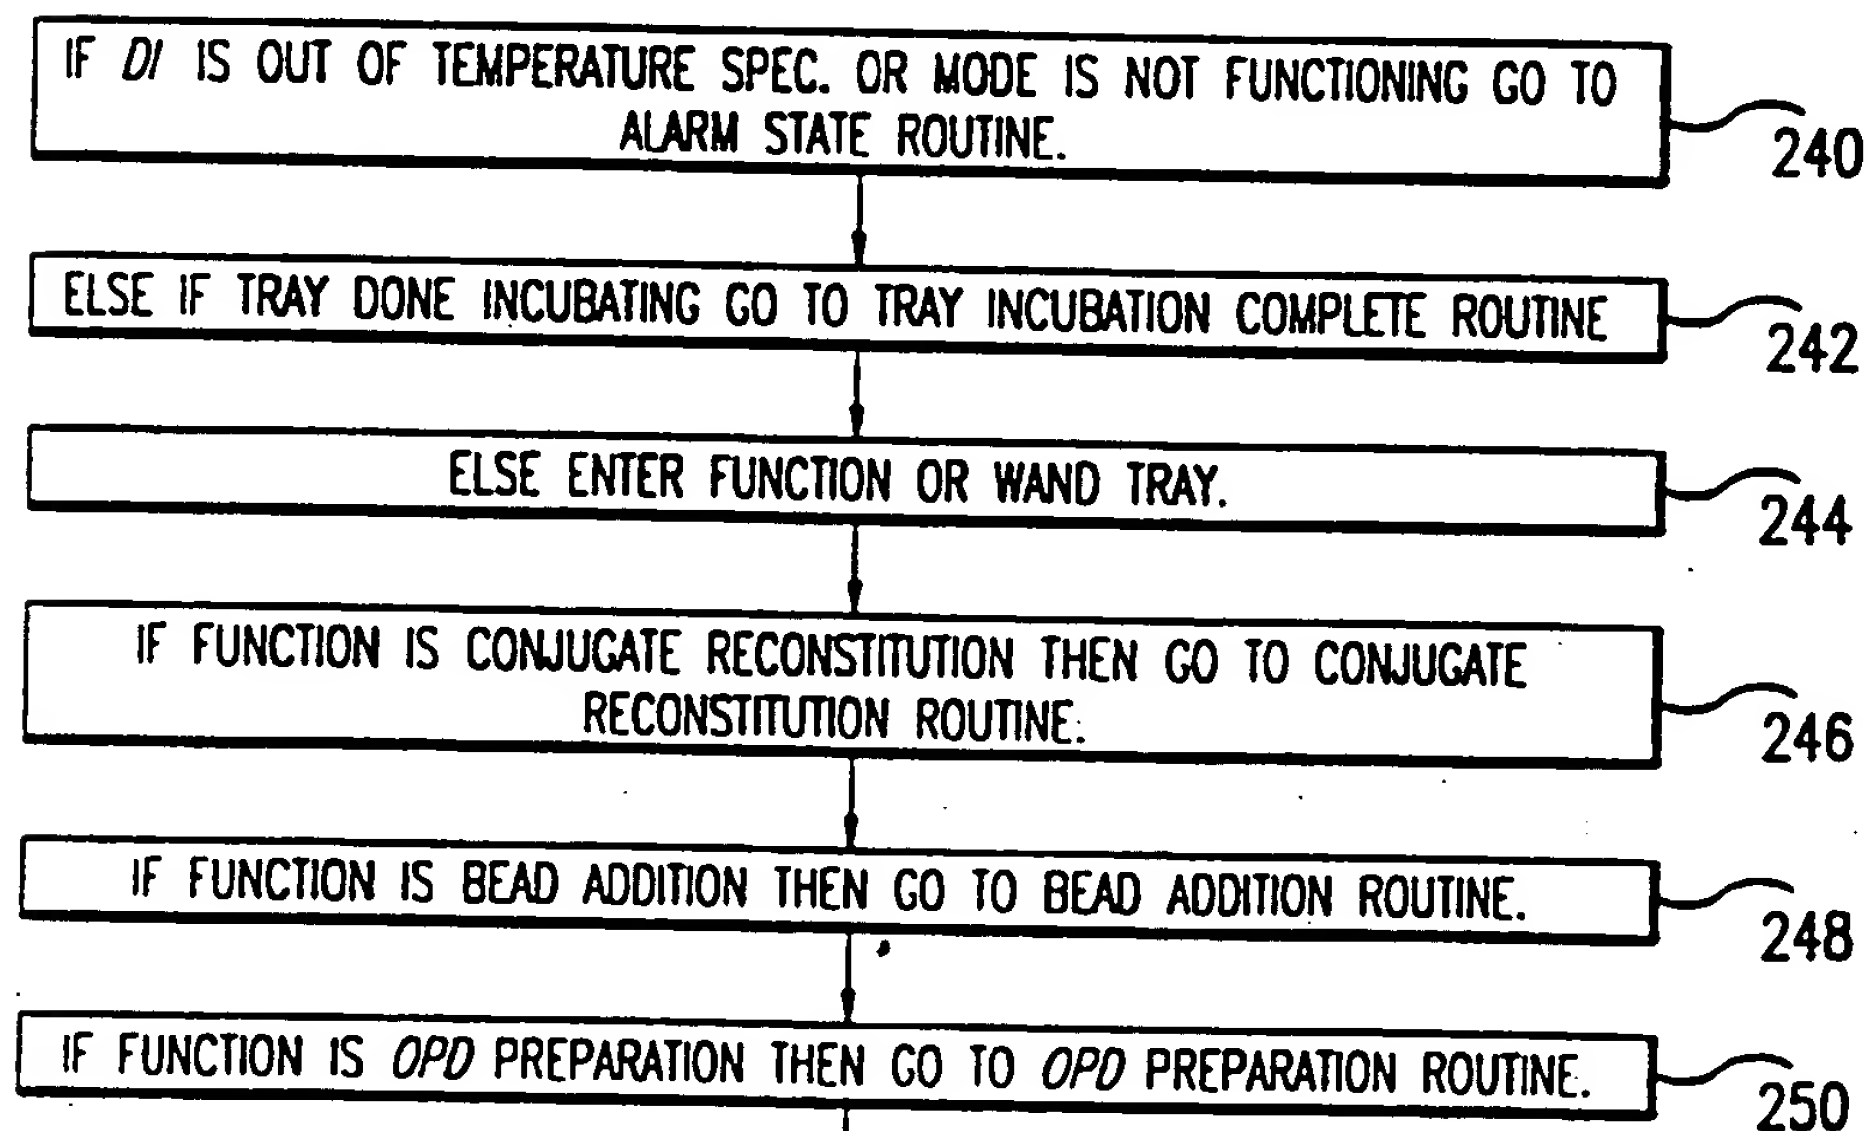 IF DI IS OUT OF TEMPERATURE SPEC. OR MODE IS NOT FUNCTIONING GO TO
ALARM STATE ROUTINE.
240
ELSE IF TRAY DONE INCUBATING GO TO TRAY INCUBATION COMPLETE ROUTINE
242
ELSE ENTER FUNCTION OR WAND TRAY.
244
IF FUNCTION IS CONJUGATE RECONSTITUTION THEN GO TO CONJUGATE
RECONSTITUTION ROUTINE.
246
IF FUNCTION IS BEAD ADDITION THEN GO TO BEAD ADDITION ROUTINE.
248
IF FUNCTION IS OPD PREPARATION THEN GO TO OPD PREPARATION ROUTINE.
250